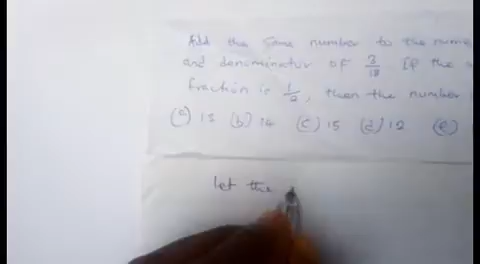 Add the same number to the nume
and denominator of 3/18 If the
fraction is 1/2, then the number
(a) 13 (b) 14 (c) 15 (d) 12 (e)
let the